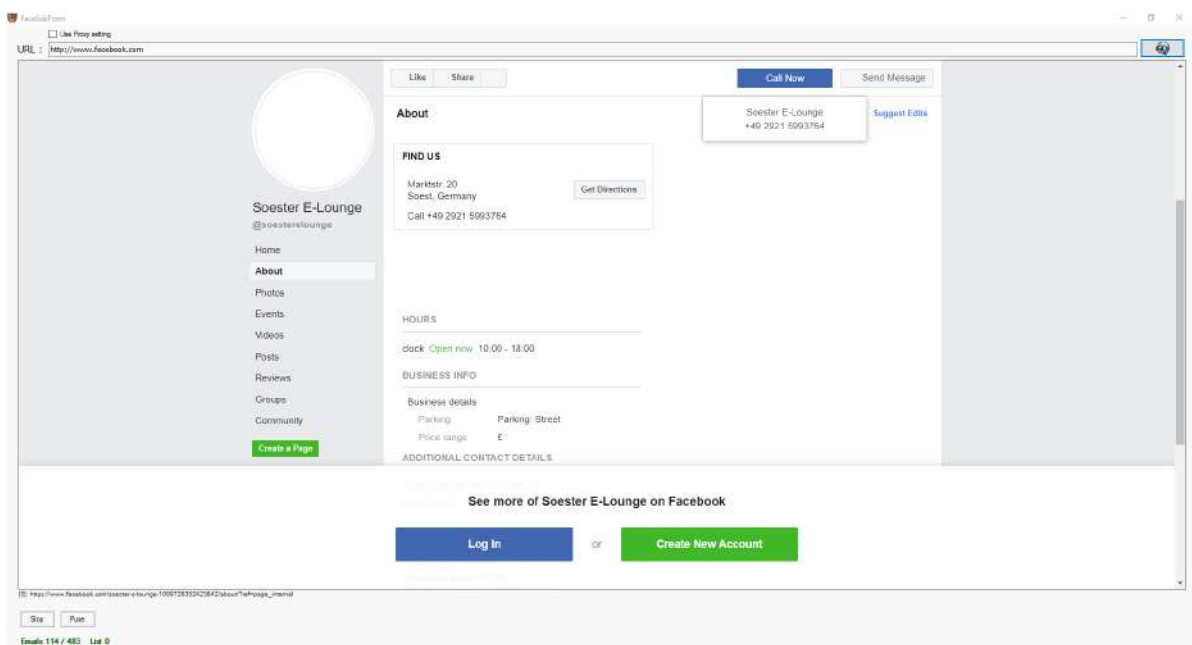 Use Proxy setting
URL : http://www.facebook.com
GO
Like Share Call Now Send Message
About
Soester E-Lounge
+49 2921 5993764
Suggest Edits
FIND US
Marktstr. 20
Soest, Germany
Get Directions
Call +49 2921 5993764
Soester E-Lounge
@soesterelounge
Home
About
Photos
Events
Videos
Posts
Reviews
Groups
Community
Create a Page
HOURS
clock Open now 10:00 - 18:00
BUSINESS INFO
Business details
Parking Parking: Street
Price range £
ADDITIONAL CONTACT DETAILS
See more of Soester E-Lounge on Facebook
Log In or Create New Account
Stop Puse
Emails 114 / 483 List 0